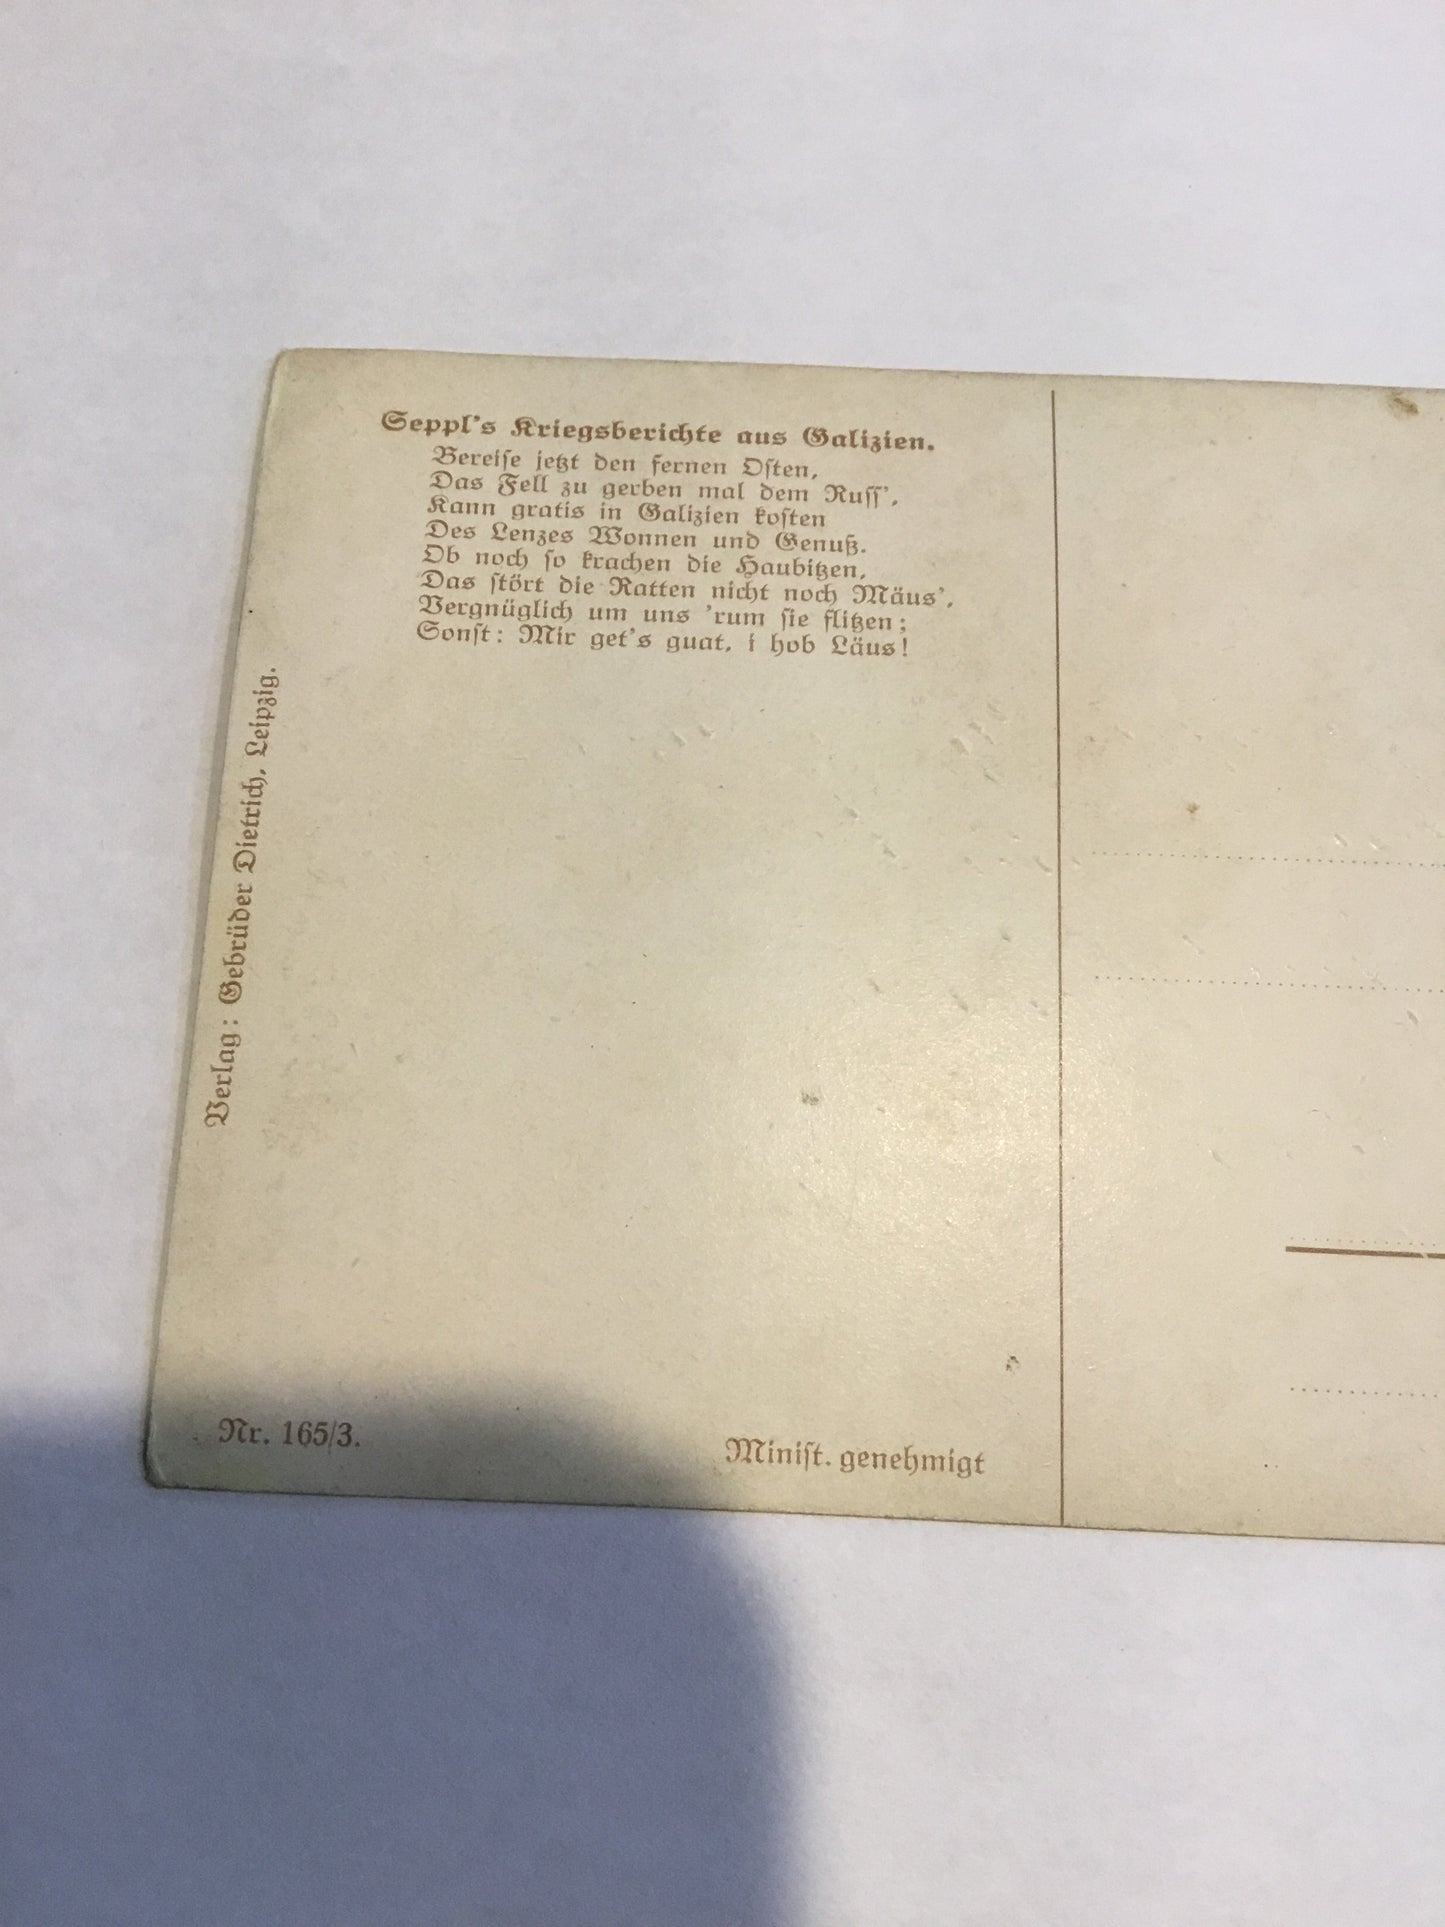 Seppl's Kriegsberichte aus Galizien.
Bereise jetzt den fernen Osten,
Das Fell zu gerben mal dem Russ',
Kann gratis in Galizien kosten
Des Lenzes Wonnen und Genuß.
Ob noch so krachen die Haubitzen,
Das stört die Ratten nicht noch Mäus',
Vergnüglich um uns 'rum sie flitzen;
Sonst: Mir get's guat, i hob Läus!
Verlag: Gebrüder Dietrich, Leipzig.
Nr. 165/3.
Minist. genehmigt